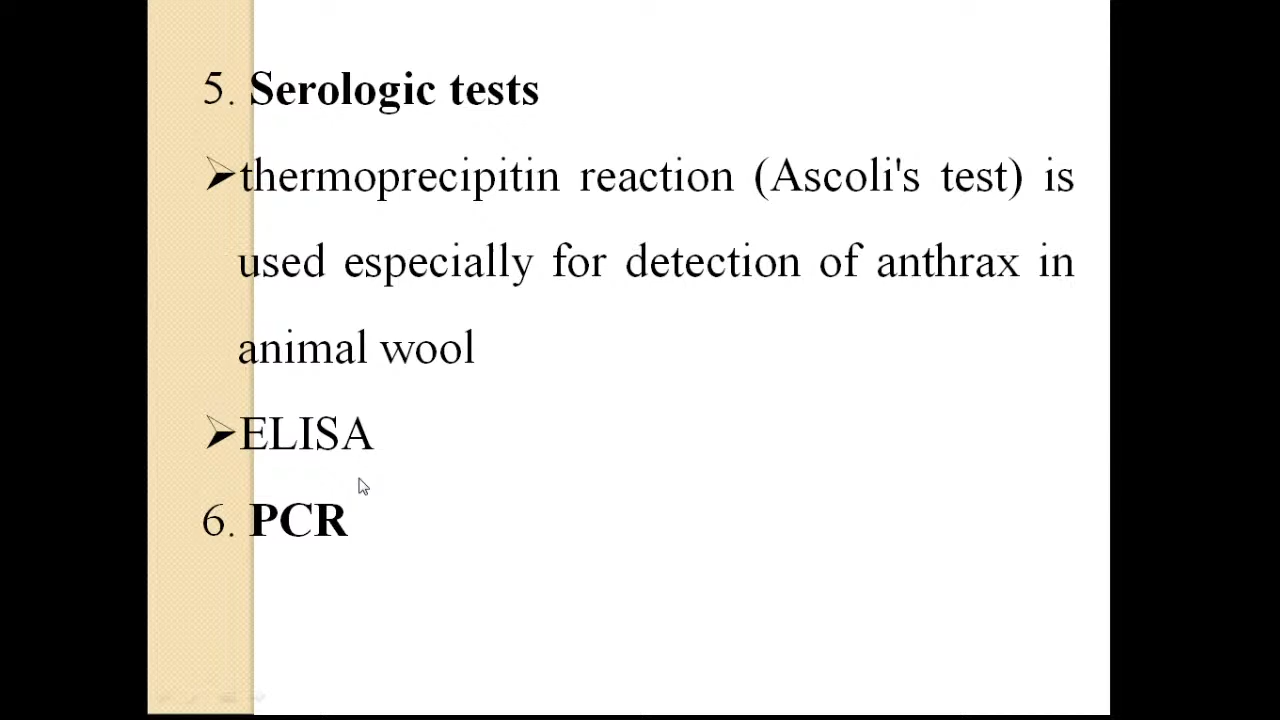 5. Serologic tests
➢thermoprecipitin reaction (Ascoli's test) is
used especially for detection of anthrax in
animal wool
➢ELISA
6. PCR